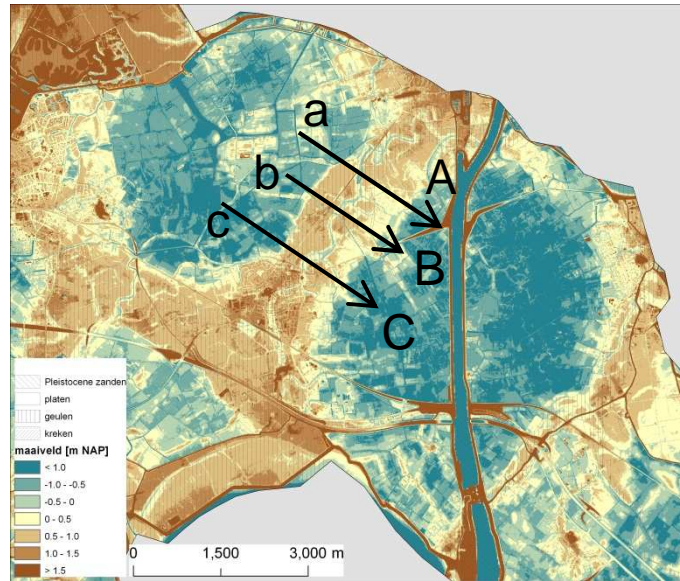 a
A
b
c
B
C
Pleistocene zanden
platen
geulen
kreken
maaiveld [m NAP]
< 1.0
-1.0 - -0.5
-0.5 - 0
0 - 0.5
0.5 - 1.0
1.0 - 1.5
> 1.5
0 1,500 3,000 m